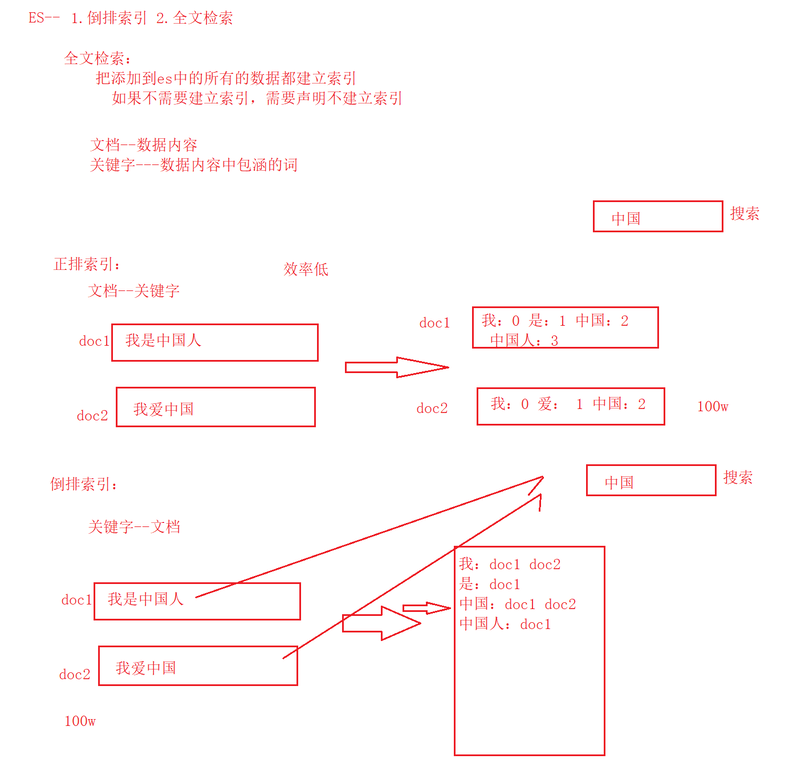 ES-- 1.倒排索引 2.全文检索
全文检索:
把添加到es中的所有的数据都建立索引
如果不需要建立索引，需要声明不建立索引
文档--数据内容
关键字---数据内容中包涵的词
中国
搜索
正排索引:
效率低
文档--关键字
doc1
我是中国人
doc1
我：0 是：1 中国：2
中国人：3
doc2
我爱中国
doc2
我：0 爱： 1 中国：2
100w
倒排索引:
中国
搜索
关键字--文档
doc1
我是中国人
doc2
我爱中国
我：doc1 doc2
是：doc1
中国：doc1 doc2
中国人：doc1
100w